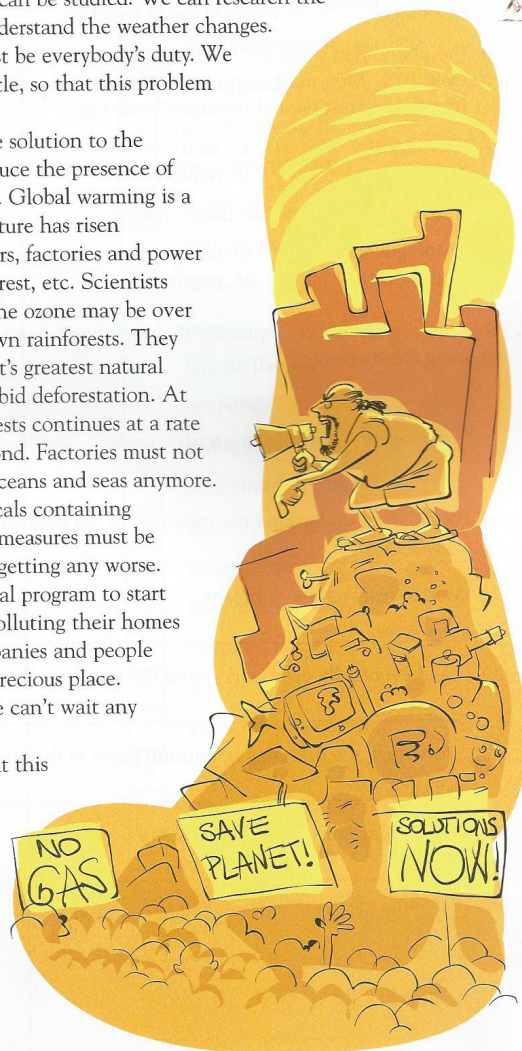 can be studied. We can research the
derstand the weather changes.
t be everybody's duty. We
tle, so that this problem
e solution to the
uce the presence of
. Global warming is a
ture has risen
rs, factories and power
rest, etc. Scientists
ne ozone may be over
wn rainforests. They
t's greatest natural
bid deforestation. At
ests continues at a rate
ond. Factories must not
ceans and seas anymore.
cals containing
measures must be
getting any worse.
al program to start
olluting their homes
panies and people
recious place.
e can't wait any
t this
NO
GAS
SAVE
PLANET!
SOLUTIONS
NOW!